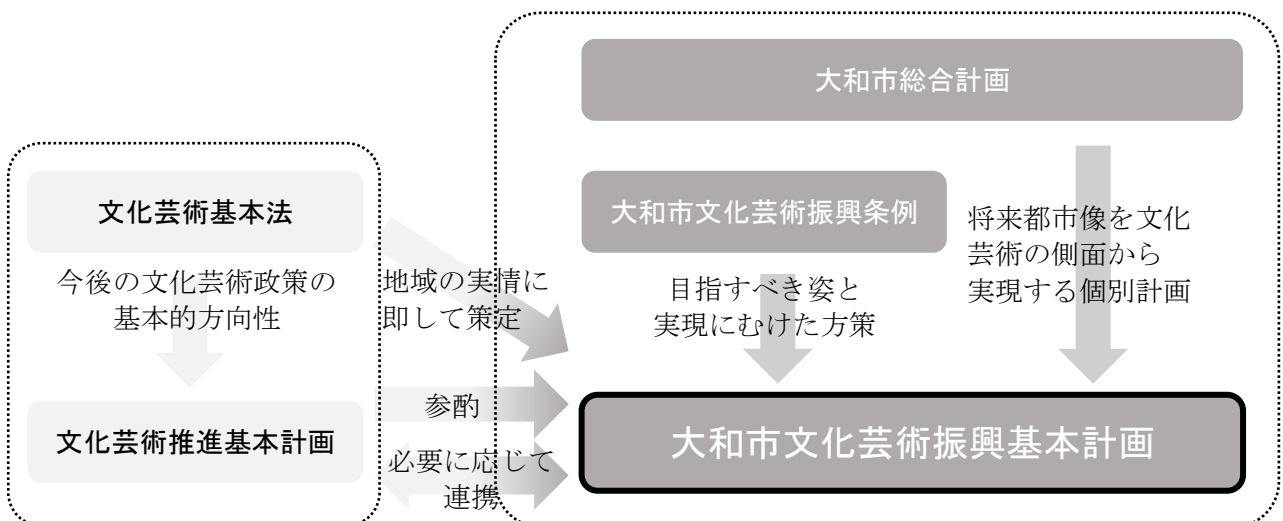 大和市総合計画
文化芸術基本法
大和市文化芸術振興条例
将来都市像を文化
芸術の側面から
実現する個別計画
今後の文化芸術政策の
基本的方向性
地域の実情に
即して策定
目指すべき姿と
実現にむけた方策
文化芸術推進基本計画
参酌
必要に応じて
連携
大和市文化芸術振興基本計画